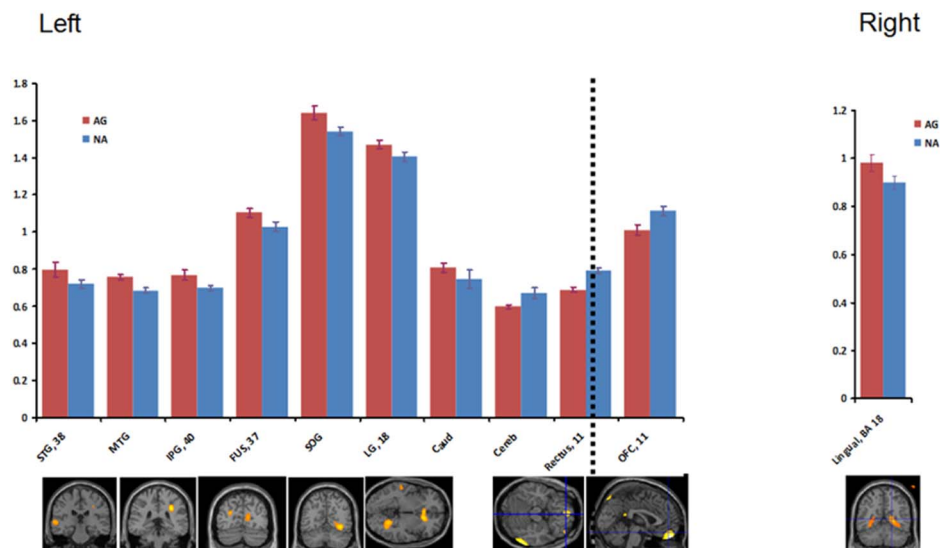 Left
Right
1.8
1.6
1.4
1.2
1
0.8
0.6
0.4
0.2
0
AG
NA
STG, 38
MTG
IPG, 40
FUS, 37
SOG
LG, 18
Caud
Cereb
Rectus, 11
OFC, 11
1.2
1
0.8
0.6
0.4
0.2
0
AG
NA
Lingual, BA 18